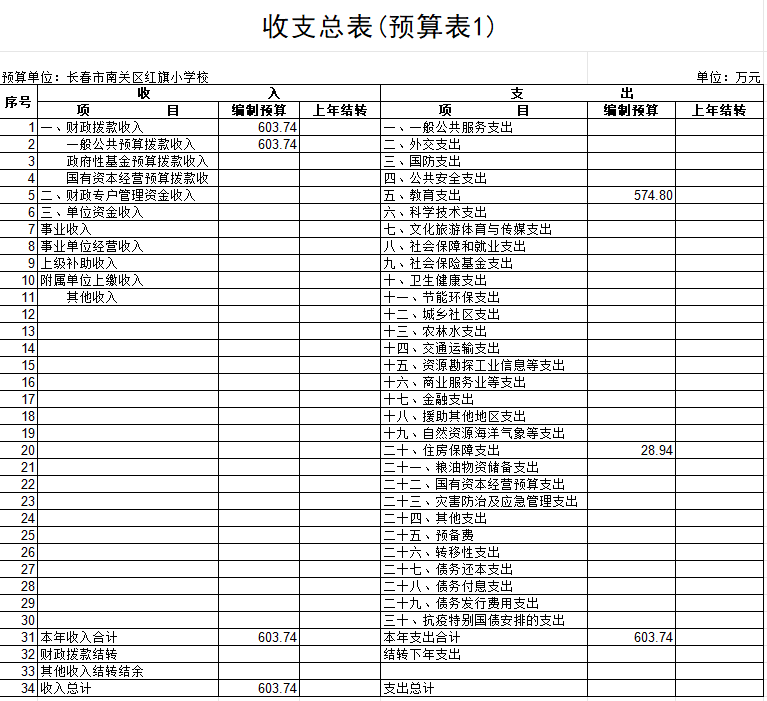 收支总表(预算表1)
预算单位：长春市南关区红旗小学校 单位：万元
序号 收 入 支 出
项 目 编制预算 上年结转 项 目 编制预算 上年结转
1 一、财政拨款收入 603.74 一、一般公共服务支出
2 一般公共预算拨款收入 603.74 二、外交支出
3 政府性基金预算拨款收入 三、国防支出
4 国有资本经营预算拨款收 四、公共安全支出
5 二、财政专户管理资金收入 五、教育支出 574.80
6 三、单位资金收入 六、科学技术支出
7 事业收入 七、文化旅游体育与传媒支出
8 事业单位经营收入 八、社会保障和就业支出
9 上级补助收入 九、社会保险基金支出
10 附属单位上缴收入 十、卫生健康支出
11 其他收入 十一、节能环保支出
12 十二、城乡社区支出
13 十三、农林水支出
14 十四、交通运输支出
15 十五、资源勘探工业信息等支出
16 十六、商业服务业等支出
17 十七、金融支出
18 十八、援助其他地区支出
19 十九、自然资源海洋气象等支出
20 二十、住房保障支出 28.94
21 二十一、粮油物资储备支出
22 二十二、国有资本经营预算支出
23 二十三、灾害防治及应急管理支出
24 二十四、其他支出
25 二十五、预备费
26 二十六、转移性支出
27 二十七、债务还本支出
28 二十八、债务付息支出
29 二十九、债务发行费用支出
30 三十、抗疫特别国债安排的支出
31 本年收入合计 603.74 本年支出合计 603.74
32 财政拨款结转 结转下年支出
33 其他收入结转结余
34 收入总计 603.74 支出总计